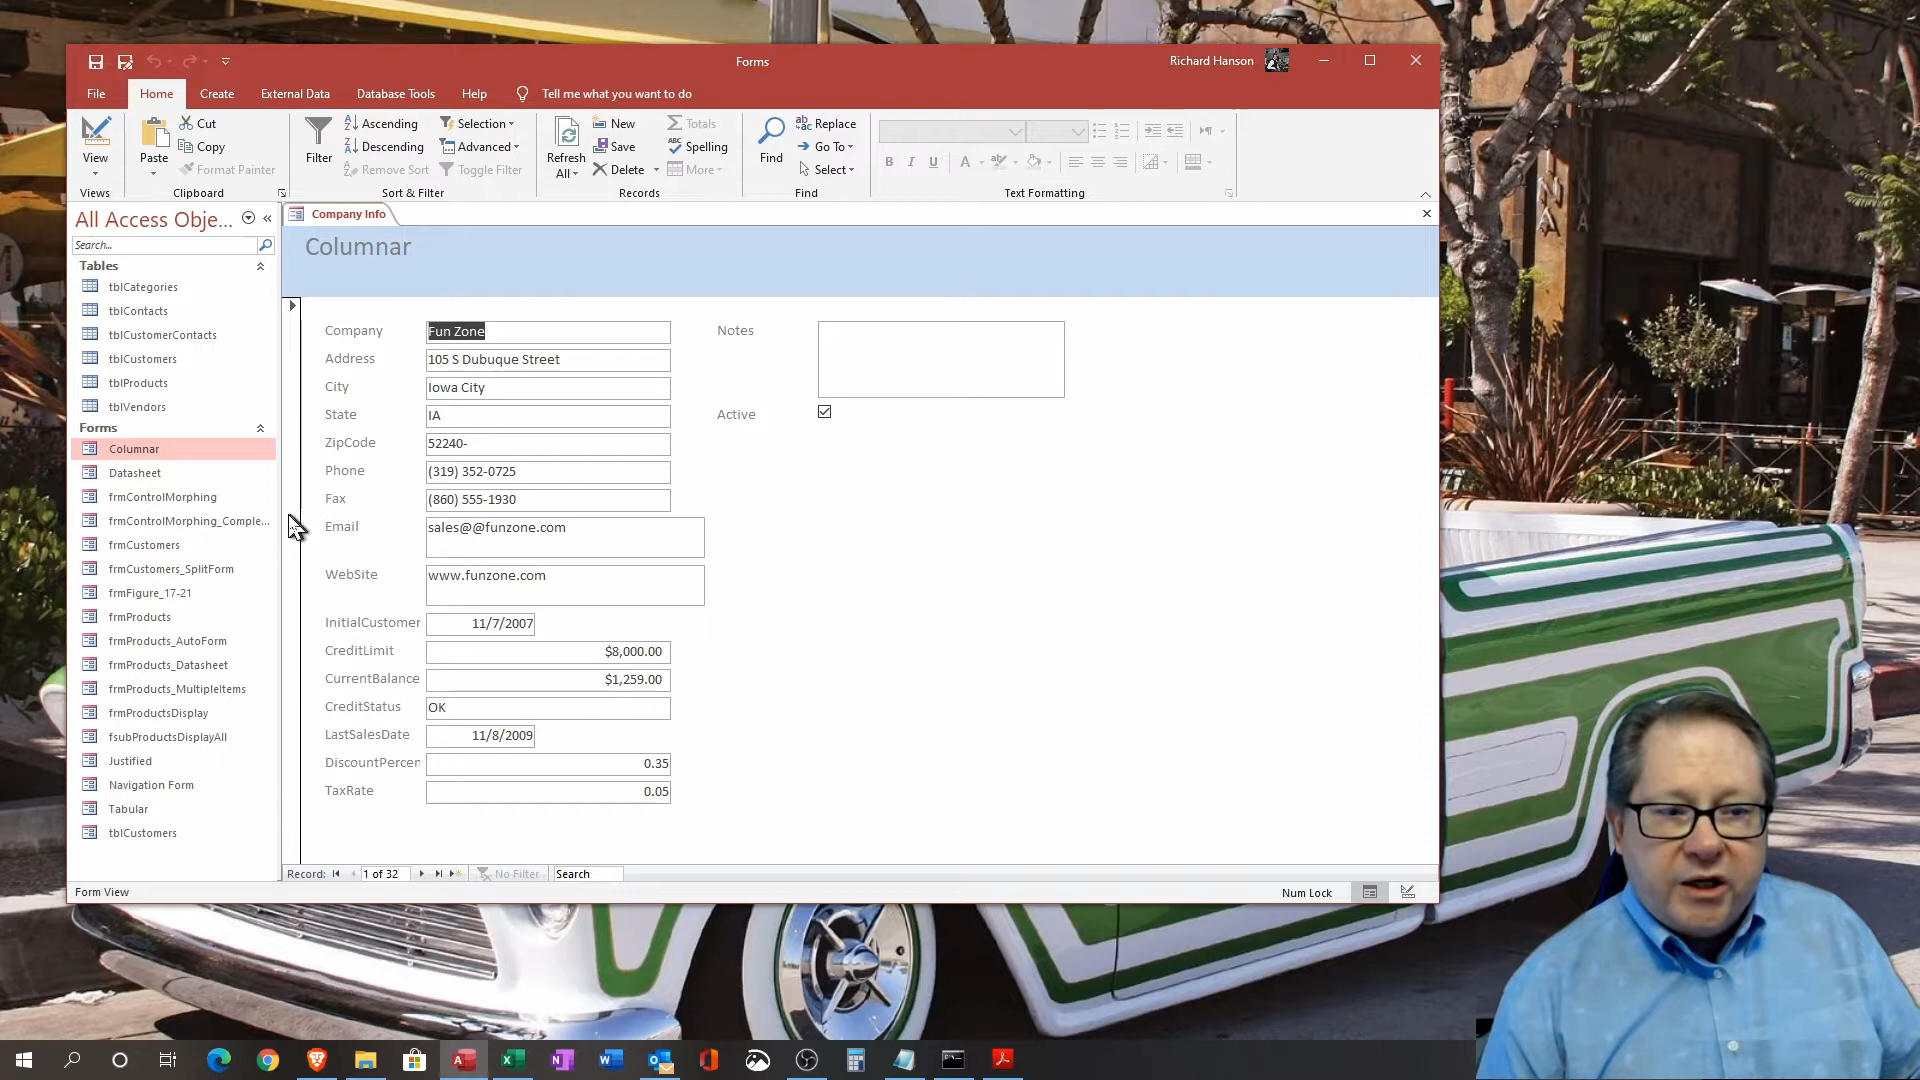 Forms
Richard Hanson
File
Home
Create
External Data
Database Tools
Help
Tell me what you want to do
View
Views
Paste
Cut
Copy
Format Painter
Clipboard
Filter
Ascending
Descending
Remove Sort
Selection
Advanced
Toggle Filter
Sort & Filter
Refresh
All
New
Save
Delete
Totals
Spelling
More
Records
Find
Replace
Go To
Select
Find
B I U A
Text Formatting
All Access Obje...
Search...
Tables
tblCategories
tblContacts
tblCustomerContacts
tblCustomers
tblProducts
tblVendors
Forms
Columnar
Datasheet
frmControlMorphing
frmControlMorphing_Comple...
frmCustomers
frmCustomers_SplitForm
frmFigure_17-21
frmProducts
frmProducts_AutoForm
frmProducts_Datasheet
frmProducts_MultipleItems
frmProductsDisplay
fsubProductsDisplayAll
Justified
Navigation Form
Tabular
tblCustomers
Company Info
Columnar
Company Fun Zone
Address 105 S Dubuque Street
City Iowa City
State IA
ZipCode 52240-
Phone (319) 352-0725
Fax (860) 555-1930
Email sales@@funzone.com
WebSite www.funzone.com
InitialCustomer 11/7/2007
CreditLimit $8,000.00
CurrentBalance $1,259.00
CreditStatus OK
LastSalesDate 11/8/2009
DiscountPercen 0.35
TaxRate 0.05
Notes
Active
Record: 1 of 32 No Filter Search
Form View
Num Lock